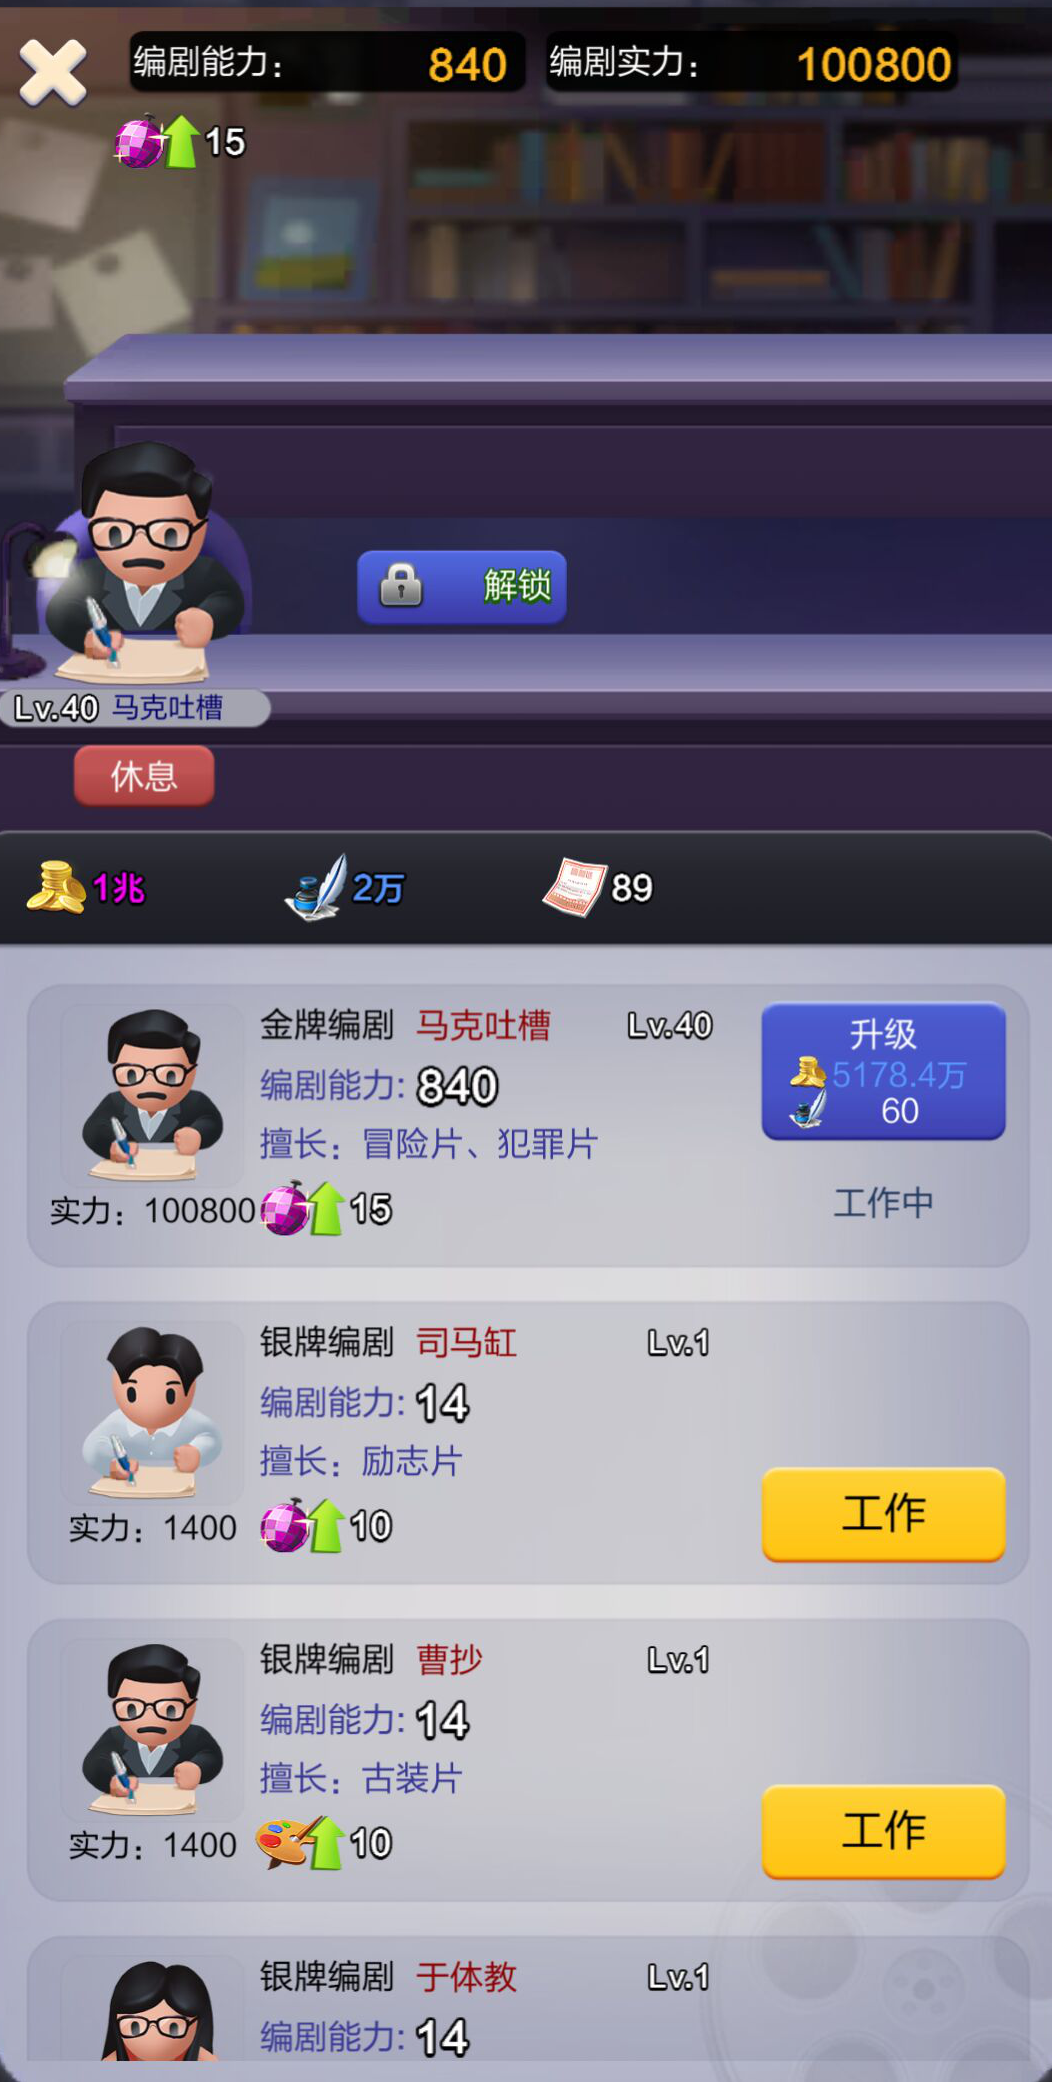 编剧能力： 840 编剧实力： 100800
15
解锁
Lv.40 马克吐槽
休息
1兆 2万 89
金牌编剧 马克吐槽 Lv.40 升级
编剧能力: 840 5178.4万
60
擅长：冒险片、犯罪片
实力：100800 15 工作中
银牌编剧 司马缸 Lv.1
编剧能力: 14
擅长：励志片
工作
实力：1400 10
银牌编剧 曹抄 Lv.1
编剧能力: 14
擅长：古装片
工作
实力：1400 10
银牌编剧 于体教 Lv.1
编剧能力: 14